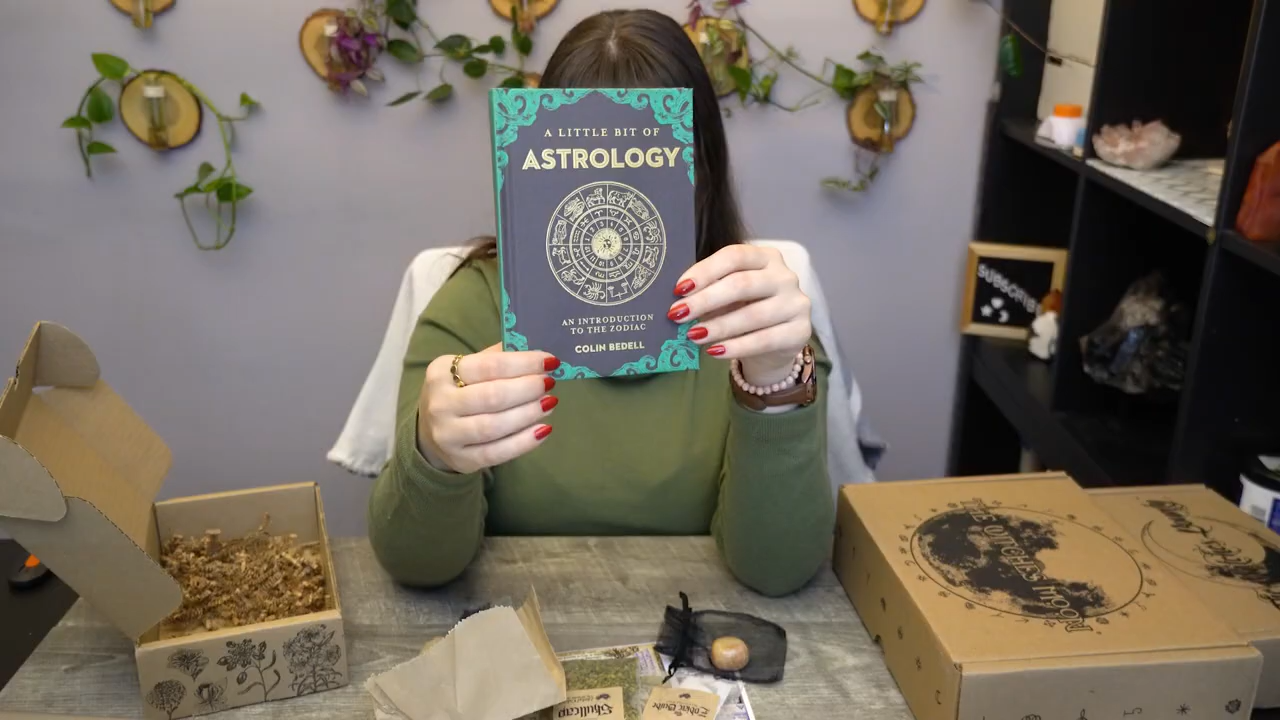 A LITTLE BIT OF
ASTROLOGY
AN INTRODUCTION
TO THE ZODIAC
COLIN BEDELL
SUBSCRIBE
THE WITCHES MOON
Skullcap